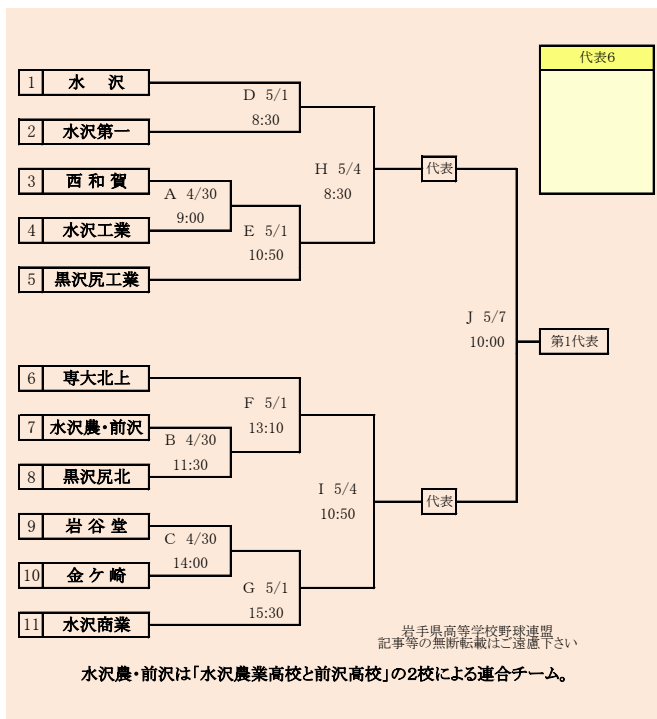 代表6
1 水 沢
D 5/1
8:30
2 水沢第一
H 5/4
8:30
代表
3 西和賀
A 4/30
9:00
4 水沢工業
E 5/1
10:50
5 黒沢尻工業
J 5/7
10:00
第1代表
6 専大北上
F 5/1
13:10
7 水沢農・前沢
B 4/30
11:30
8 黒沢尻北
I 5/4
10:50
代表
9 岩谷堂
C 4/30
14:00
10 金ケ崎
G 5/1
15:30
11 水沢商業
岩手県高等学校野球連盟
記事等の無断転載はご遠慮下さい
水沢農・前沢は「水沢農業高校と前沢高校」の2校による連合チーム。